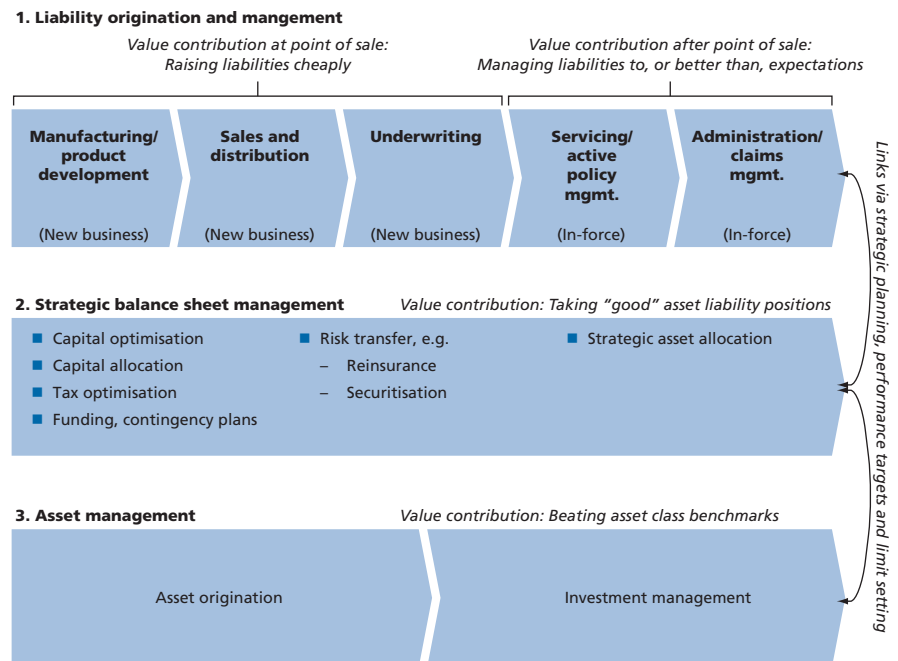 1. Liability origination and mangement
Value contribution at point of sale:
Raising liabilities cheaply
Value contribution after point of sale:
Managing liabilities to, or better than, expectations
Manufacturing/
product
development
(New business)
Sales and
distribution
(New business)
Underwriting
(New business)
Servicing/
active
policy
mgmt.
(In-force)
Administration/
claims
mgmt.
(In-force)
Links via strategic planning, performance targets and limit setting
2. Strategic balance sheet management
Value contribution: Taking “good” asset liability positions
■ Capital optimisation
■ Capital allocation
■ Tax optimisation
■ Funding, contingency plans
■ Risk transfer, e.g.
– Reinsurance
– Securitisation
■ Strategic asset allocation
3. Asset management
Value contribution: Beating asset class benchmarks
Asset origination
Investment management